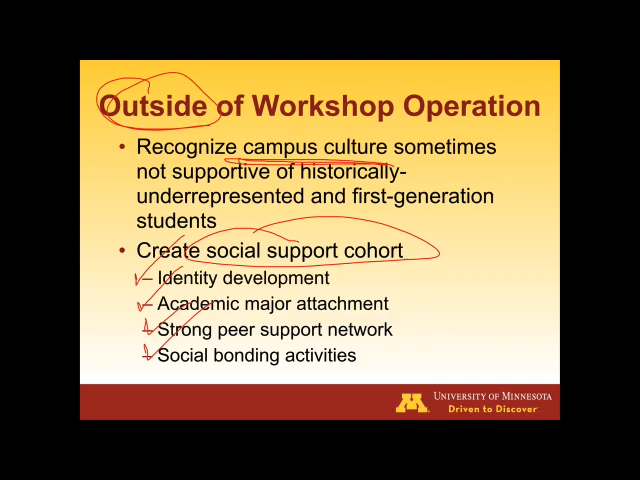 Outside of Workshop Operation
• Recognize campus culture sometimes
not supportive of historically-
underrepresented and first-generation
students
• Create social support cohort
– Identity development
– Academic major attachment
– Strong peer support network
– Social bonding activities
M UNIVERSITY OF MINNESOTA
Driven to Discover